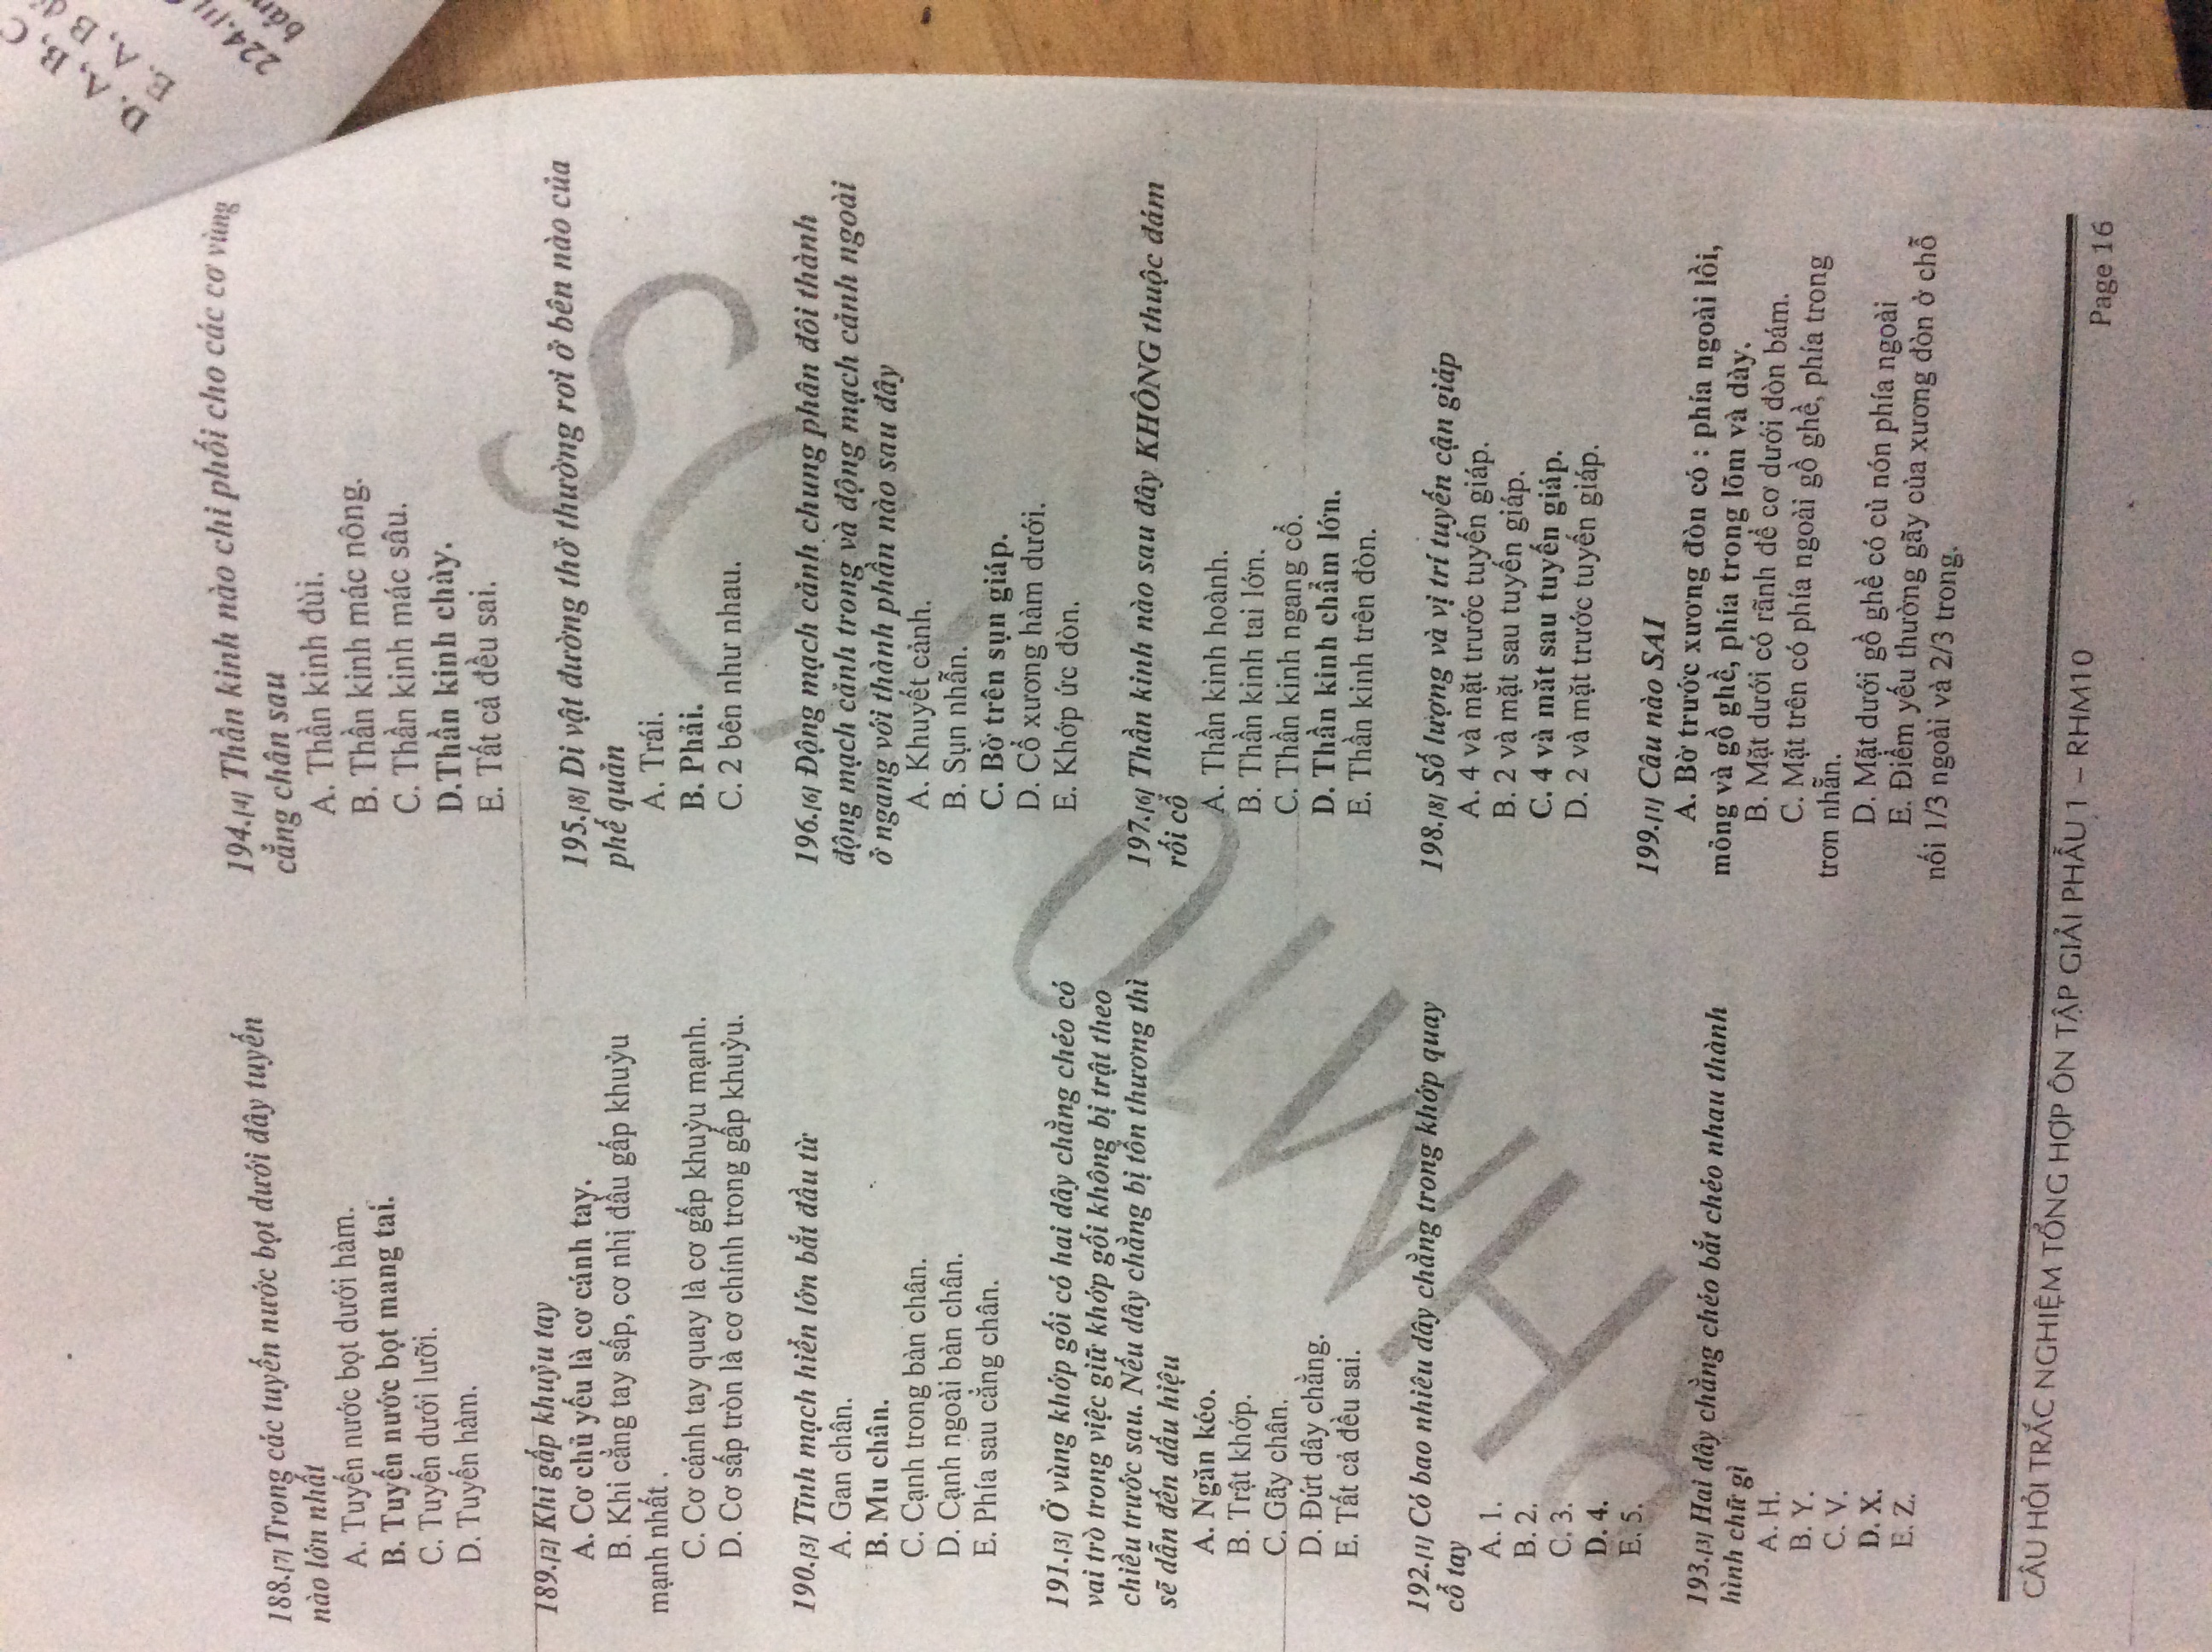 188.[7] Trong các tuyến nước bọt dưới đây tuyến
nào lớn nhất
A. Tuyến nước bọt dưới hàm.
B. Tuyến nước bọt mang tai.
C. Tuyến dưới lưỡi.
D. Tuyến hàm.
189.[2] Khi gấp khuỷu tay
A. Cơ chủ yếu là cơ cánh tay.
B. Khi cẳng tay sấp, cơ nhị đầu gấp khuỷu
mạnh nhất .
C. Cơ cánh tay quay là cơ gấp khuỷu mạnh.
D. Cơ sấp tròn là cơ chính trong gấp khuỷu.
190.[3] Tĩnh mạch hiển lớn bắt đầu từ
A. Gan chân.
B. Mu chân.
C. Cạnh trong bàn chân.
D. Cạnh ngoài bàn chân.
E. Phía sau cẳng chân.
191.[3] Ở vùng khớp gối có hai dây chằng chéo có
vai trò trong việc giữ khớp gối không bị trật theo
chiều trước sau. Nếu dây chằng bị tổn thương thì
sẽ dẫn đến dấu hiệu
A. Ngăn kéo.
B. Trật khớp.
C. Gãy chân.
D. Đứt dây chằng.
E. Tất cả đều sai.
192.[1] Có bao nhiêu dây chằng trong khớp quay
cổ tay
A. 1.
B. 2.
C. 3.
D. 4.
E. 5.
193.[3] Hai dây chằng chéo bắt chéo nhau thành
hình chữ gì
A. H.
B. Y.
C. V.
D. X.
E. Z.
194.[4] Thần kinh nào chi phối cho các cơ vùng
cẳng chân sau
A. Thần kinh đùi.
B. Thần kinh mác nông.
C. Thần kinh mác sâu.
D.Thần kinh chày.
E. Tất cả đều sai.
195.[8] Dị vật đường thở thường rơi ở bên nào của
phế quản
A. Trái.
B. Phải.
C. 2 bên như nhau.
196.[6] Động mạch cảnh chung phân đôi thành
động mạch cảnh trong và động mạch cảnh ngoài
ở ngang với thành phần nào sau đây
A. Khuyết cảnh.
B. Sụn nhẫn.
C. Bờ trên sụn giáp.
D. Cổ xương hàm dưới.
E. Khớp ức đòn.
197.[6] Thần kinh nào sau đây KHÔNG thuộc đám
rối cổ
A. Thần kinh hoành.
B. Thần kinh tai lớn.
C. Thần kinh ngang cổ.
D. Thần kinh chẩm lớn.
E. Thần kinh trên đòn.
198.[8] Số lượng và vị trí tuyến cận giáp
A. 4 và mặt trước tuyến giáp.
B. 2 và mặt sau tuyến giáp.
C. 4 và măt sau tuyến giáp.
D. 2 và mặt trước tuyến giáp.
199.[1] Câu nào SAI
A. Bờ trước xương đòn có : phía ngoài lồi,
mỏng và gồ ghề, phía trong lõm và dày.
B. Mặt dưới có rãnh để cơ dưới đòn bám.
C. Mặt trên có phía ngoài gồ ghề, phía trong
trơn nhẵn.
D. Mặt dưới gồ ghề có củ nón phía ngoài
E. Điểm yếu thường gãy của xương đòn ở chỗ
nối 1/3 ngoài và 2/3 trong.
CÂU HỎI TRẮC NGHIỆM TỔNG HỢP ÔN TẬP GIẢI PHẪU 1 – RHM10
Page 16
D. A, B, C
E. A, B
224.[1]